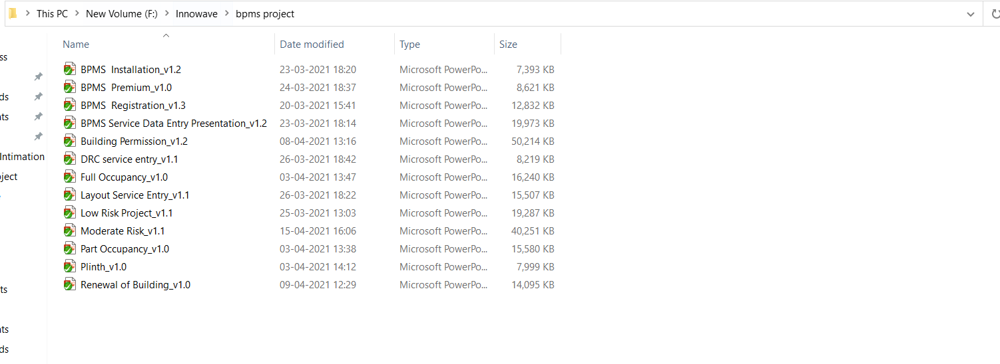 This PC > New Volume (F:) > Innowave > bpms project
Name Date modified Type Size
ss
BPMS  Installation_v1.2 23-03-2021 18:20 Microsoft PowerPo... 7,393 KB
BPMS  Premium_v1.0 24-03-2021 18:37 Microsoft PowerPo... 8,621 KB
ds
BPMS  Registration_v1.3 20-03-2021 15:41 Microsoft PowerPo... 12,832 KB
nts
BPMS Service Data Entry Presentation_v1.2 23-03-2021 18:14 Microsoft PowerPo... 19,973 KB
Building Permission_v1.2 08-04-2021 13:16 Microsoft PowerPo... 50,214 KB
Intimation
DRC service entry_v1.1 26-03-2021 18:42 Microsoft PowerPo... 8,219 KB
ject
Full Occupancy_v1.0 03-04-2021 13:47 Microsoft PowerPo... 16,240 KB
Layout Service Entry_v1.1 26-03-2021 18:22 Microsoft PowerPo... 15,507 KB
Low Risk Project_v1.1 25-03-2021 13:03 Microsoft PowerPo... 19,287 KB
Moderate Risk_v1.1 15-04-2021 16:06 Microsoft PowerPo... 40,251 KB
Part Occupancy_v1.0 03-04-2021 13:38 Microsoft PowerPo... 15,580 KB
Plinth_v1.0 03-04-2021 14:12 Microsoft PowerPo... 7,999 KB
Renewal of Building_v1.0 09-04-2021 12:29 Microsoft PowerPo... 14,095 KB
ts
nts
ds